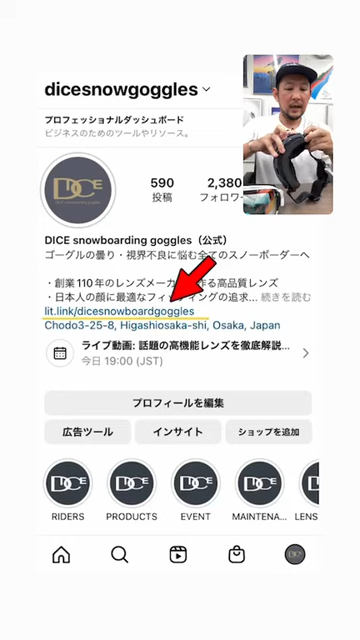 dicesnowgoggles
プロフェッショナルダッシュボード
ビジネスのためのツールやリソース。
DICE
590
2,380
投稿
フォロワー
DICE snowboarding goggles（公式）
ゴーグルの曇り・視界不良に悩む全てのスノーボーダーへ
・創業110年のレンズメーカ 作る高品質レンズ
・日本人の顔に最適なフィッティングの追求... 続きを読む
lit.link/dicesnowboardgoggles
Chodo3-25-8, Higashiosaka-shi, Osaka, Japan
ライブ動画: 話題の高機能レンズを徹底解説...
今日 19:00 (JST)
プロフィールを編集
広告ツール
インサイト
ショップを追加
DICE
DICE
DICE
DICE
RIDERS
PRODUCTS
EVENT
MAINTENA...
LENS